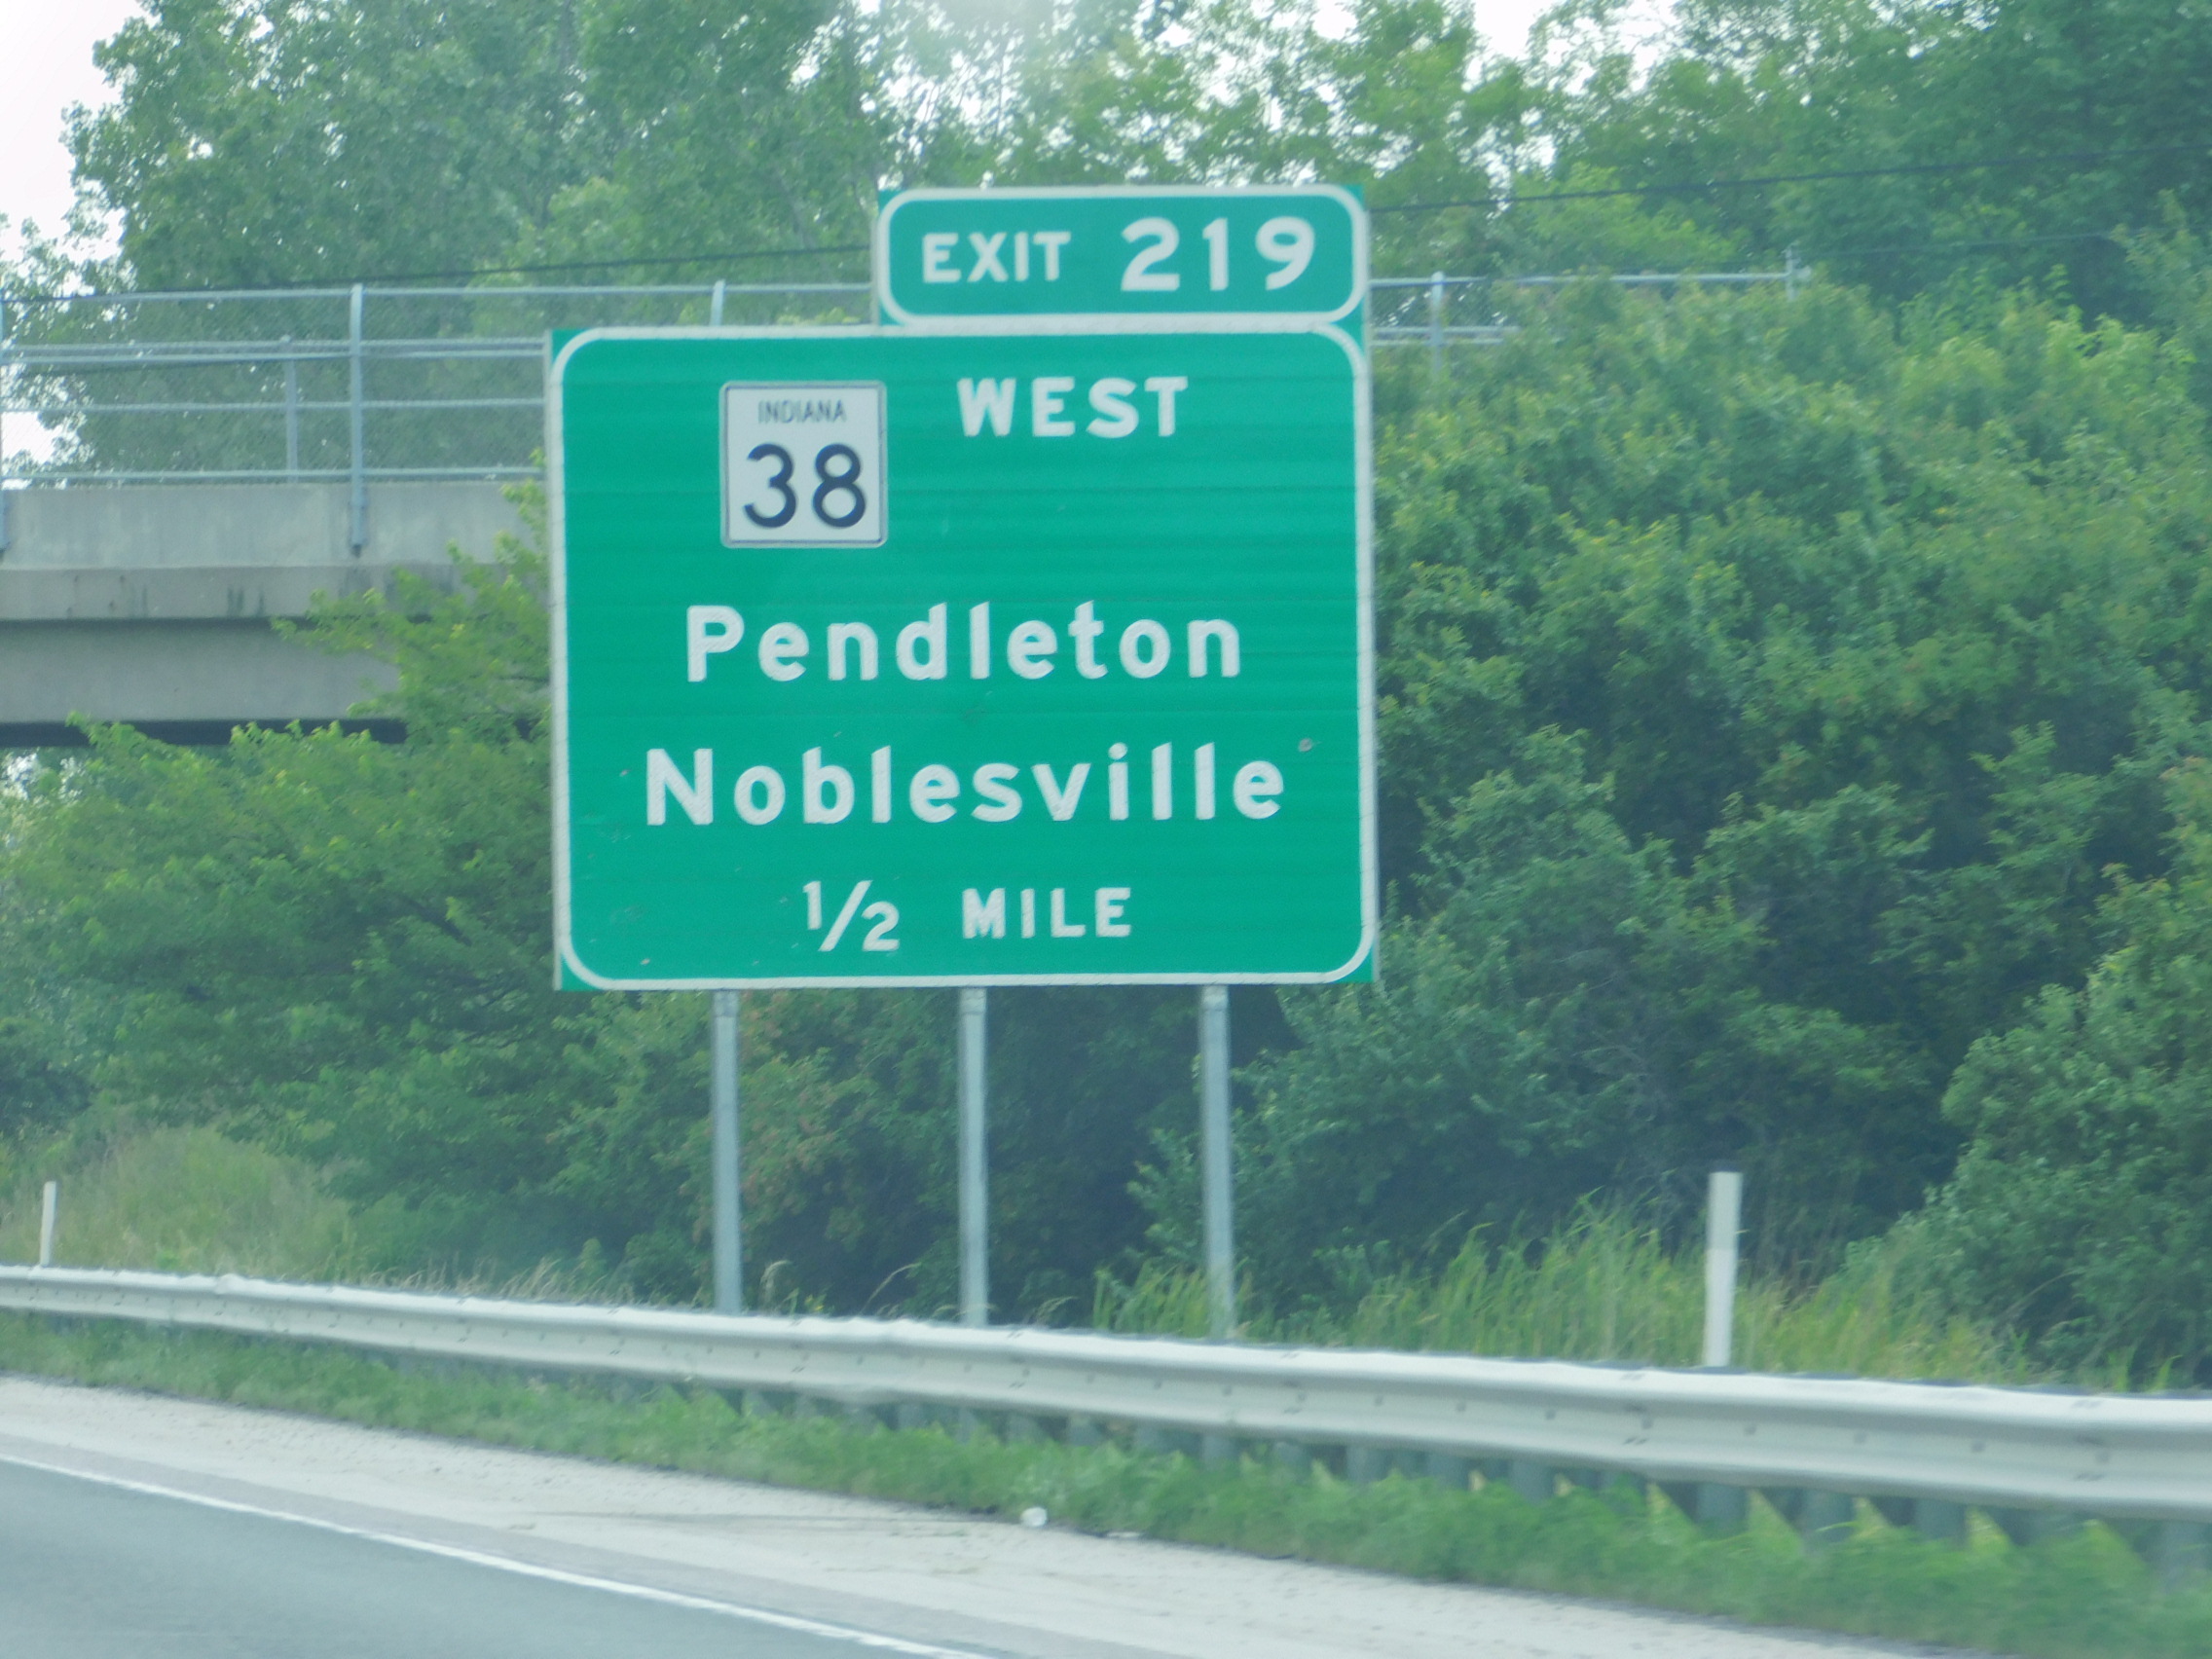 EXIT 219
INDIANA
38
WEST
Pendleton
Noblesville
1/2 MILE